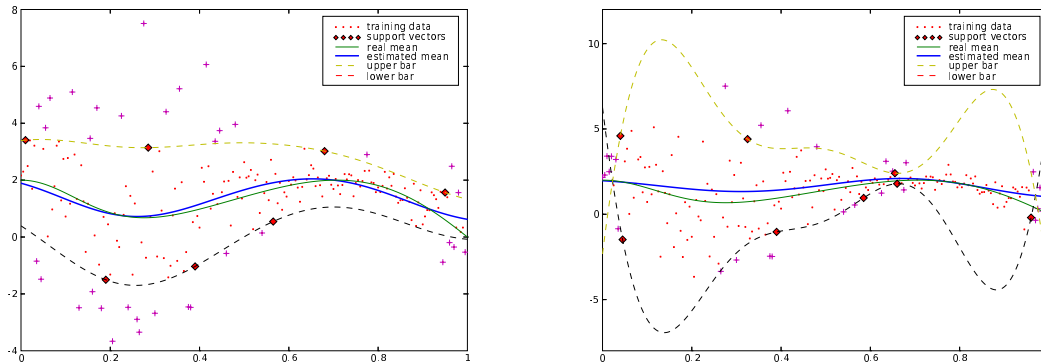 8
6
4
2
0
-2
-4
0
0.2
0.4
0.6
0.8
1
training data
support vectors
real mean
estimated mean
upper bar
lower bar
10
5
0
-5
0
0.2
0.4
0.6
0.8
training data
support vectors
real mean
estimated mean
upper bar
lower bar